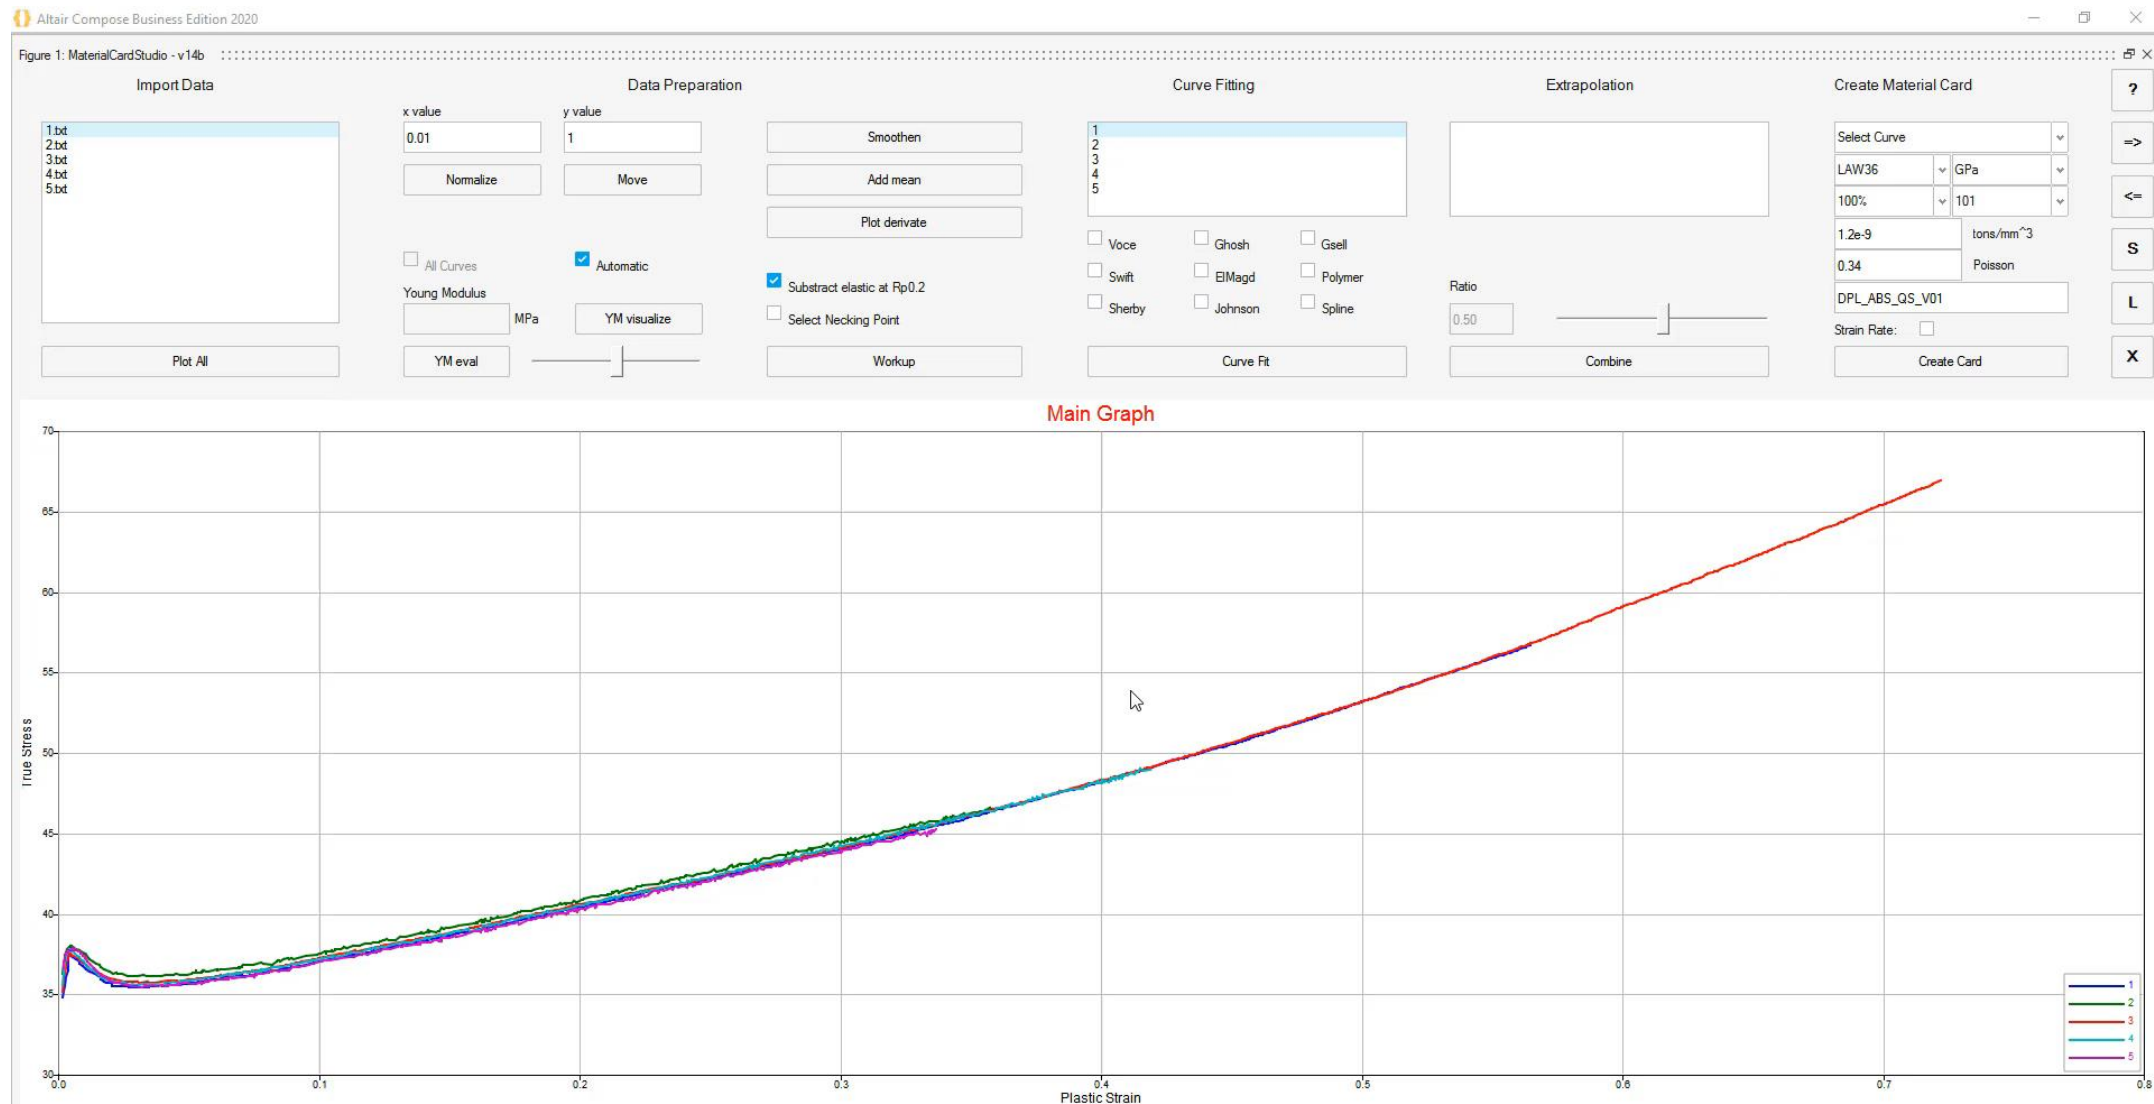 Altair Compose Business Edition 2020
Figure 1: MaterialCardStudio - v14b
Import Data
Data Preparation
Curve Fitting
Extrapolation
Create Material Card
?
x value
y value
1.txt
2.txt
3.txt
4.txt
5.txt
0.01
1
Smoothen
1
2
3
4
5
Select Curve
=>
Normalize
Move
Add mean
LAW36
GPa
100%
101
<=
Plot derivate
1.2e-9
tons/mm^3
Voce
Ghosh
Gsell
S
All Curves
Automatic
0.34
Poisson
Substract elastic at Rp0.2
Swift
ElMagd
Polymer
Young Modulus
Ratio
DPL_ABS_QS_V01
L
MPa
YM visualize
Select Necking Point
Sherby
Johnson
Spline
0.50
Strain Rate:
Plot All
YM eval
Workup
Curve Fit
Combine
Create Card
X
Main Graph
70
65
60
55
50
45
40
35
30
True Stress
1
2
3
4
5
0.0
0.1
0.2
0.3
0.4
0.5
0.6
0.7
0.8
Plastic Strain